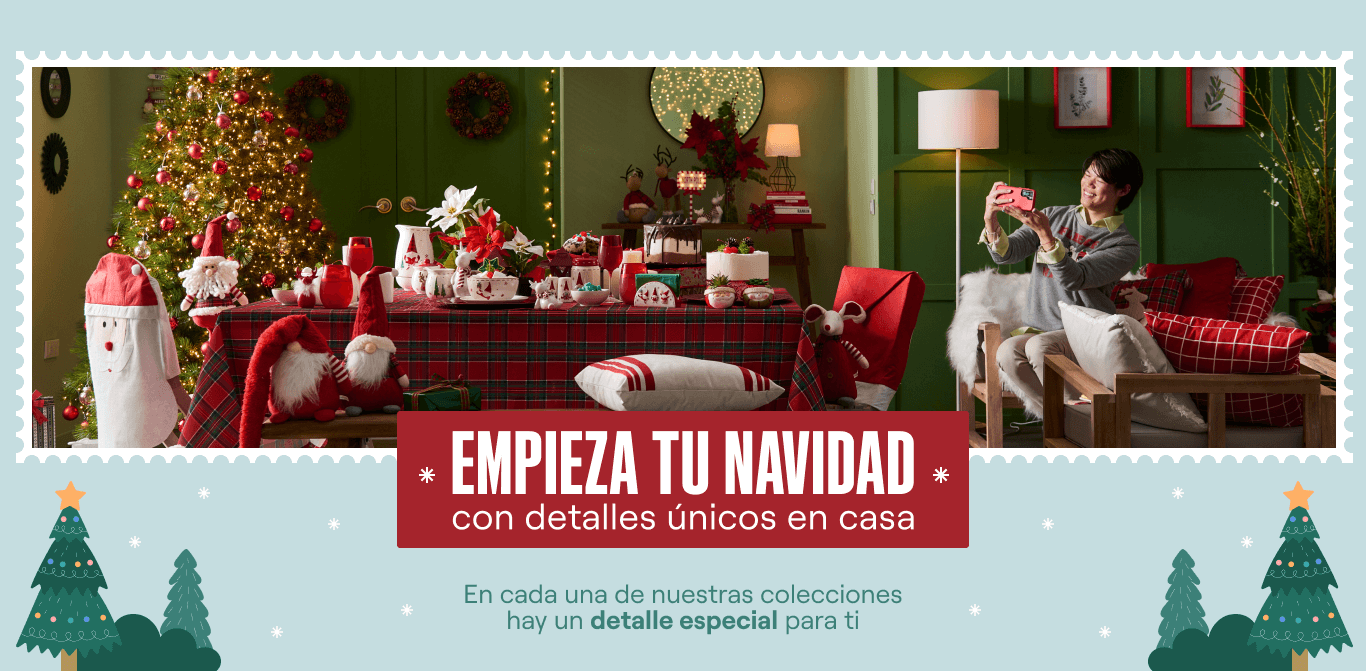 EMPIEZA TU NAVIDAD
con detalles únicos en casa
En cada una de nuestras colecciones
hay un detalle especial para ti